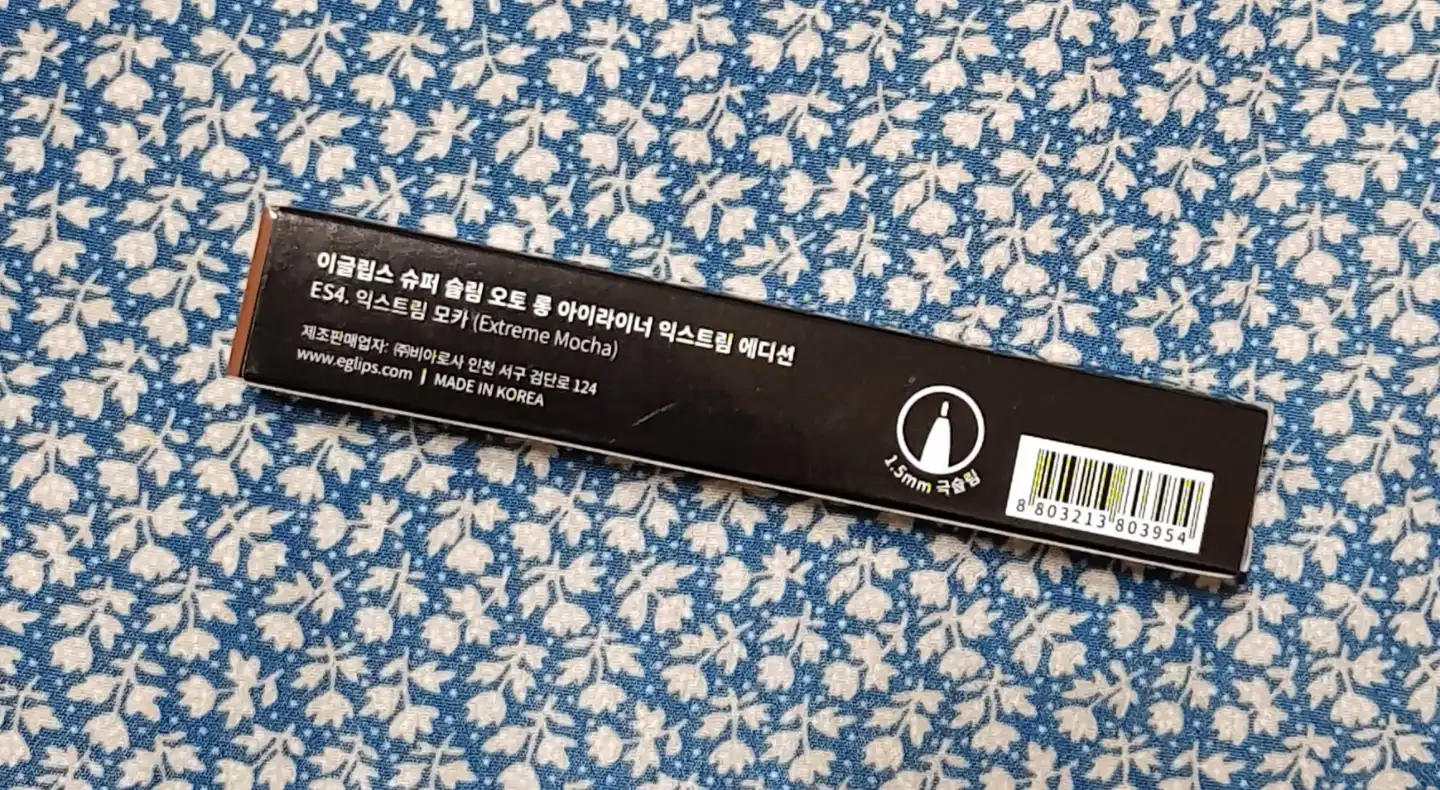 이글립스 슈퍼 슬림 오토 롱 아이라이너 익스트림 에디션
ES4. 익스트림 모카 (Extreme Mocha)
제조판매업자: ㈜비아로사 인천 서구 검단로 124
www.eglips.com | MADE IN KOREA
1.5mm 극슬림
8 803213 803954